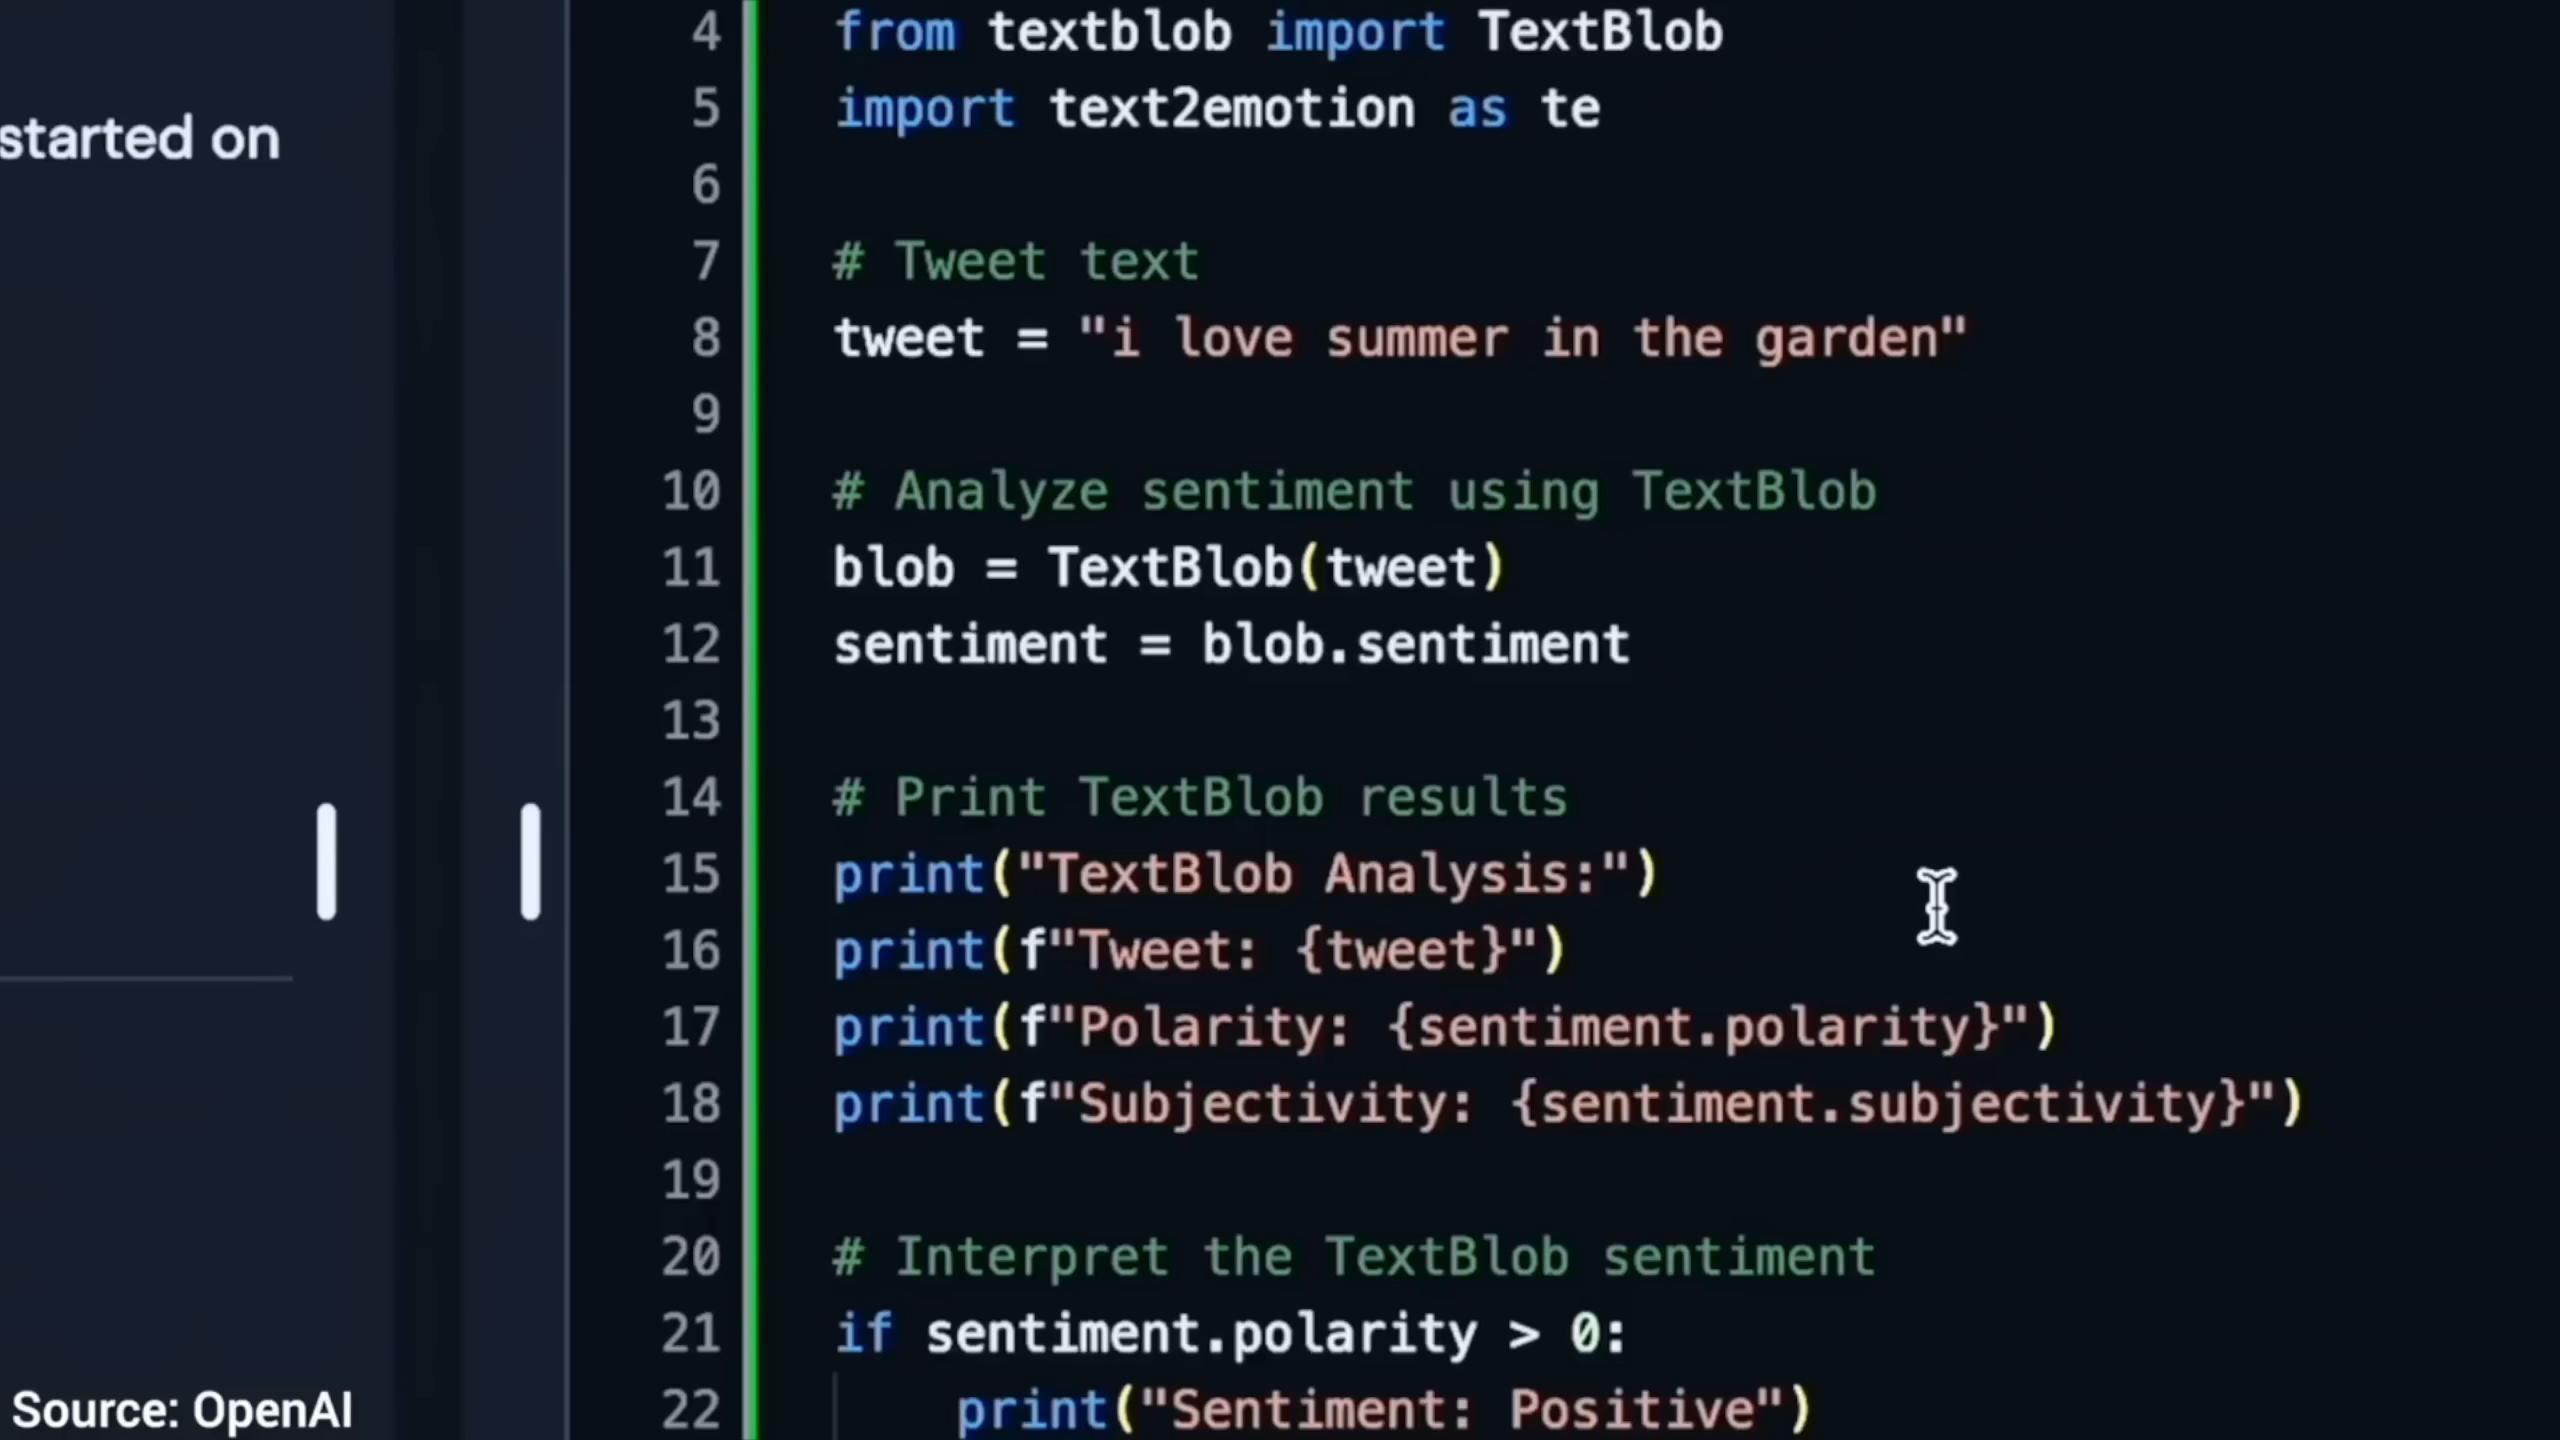 started on
4 from textblob import TextBlob
5 import text2emotion as te
6
7 # Tweet text
8 tweet = "i love summer in the garden"
9
10 # Analyze sentiment using TextBlob
11 blob = TextBlob(tweet)
12 sentiment = blob.sentiment
13
14 # Print TextBlob results
15 print("TextBlob Analysis:")
16 print(f"Tweet: {tweet}")
17 print(f"Polarity: {sentiment.polarity}")
18 print(f"Subjectivity: {sentiment.subjectivity}")
19
20 # Interpret the TextBlob sentiment
21 if sentiment.polarity > 0:
22     print("Sentiment: Positive")
Source: OpenAI